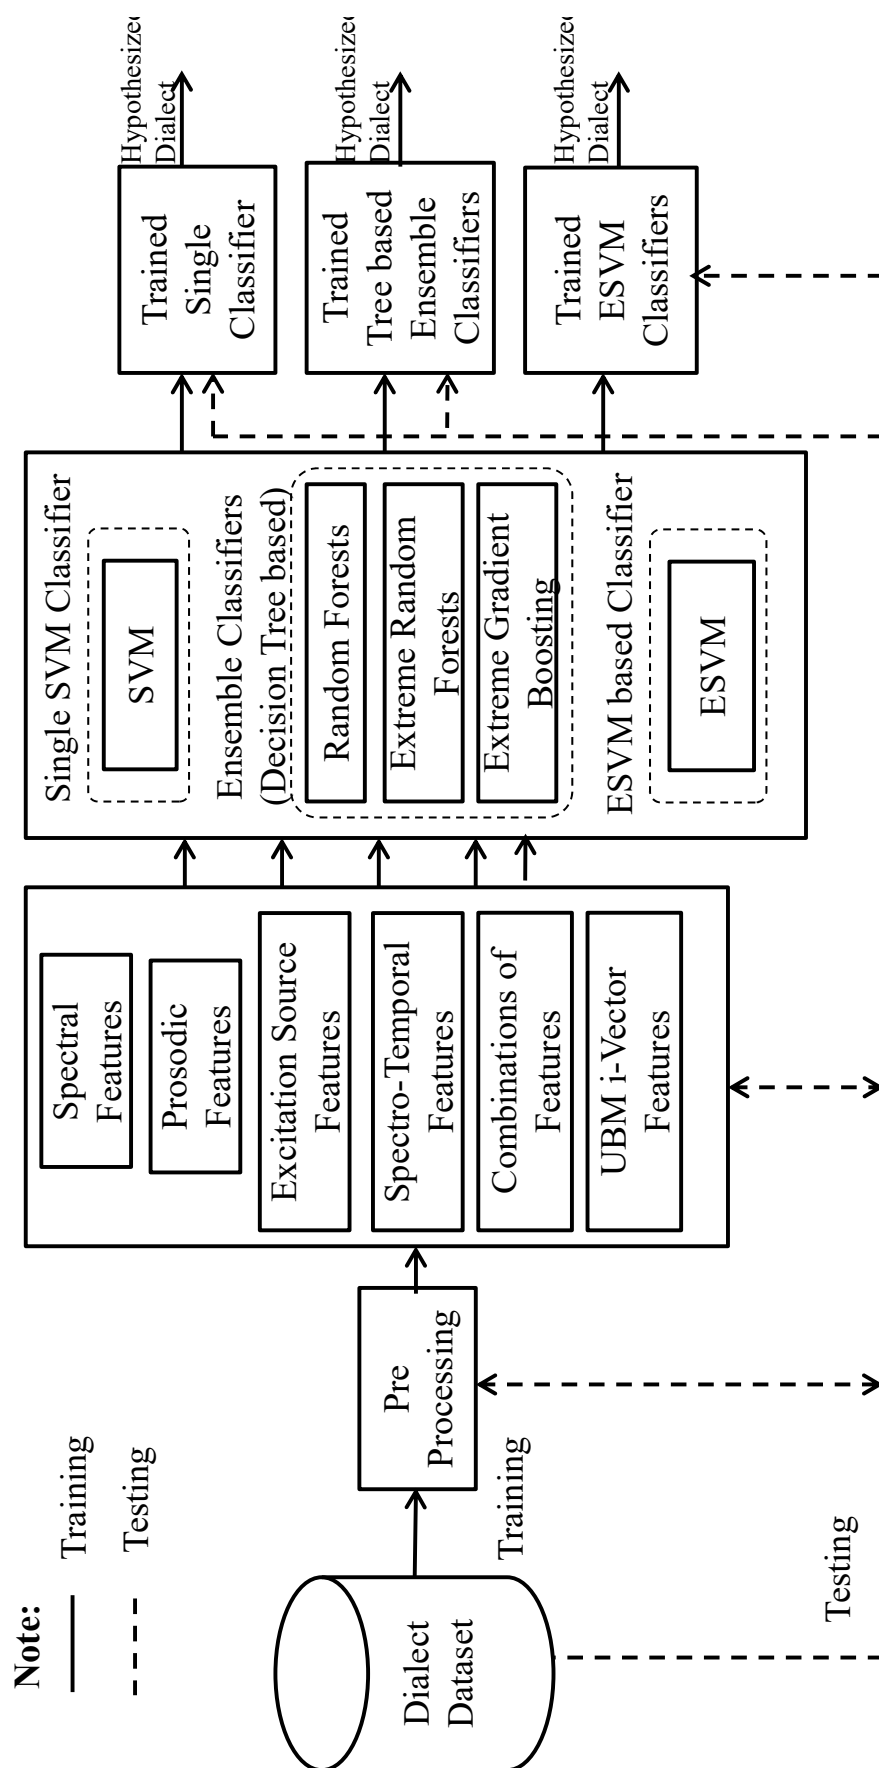 Note:
Training
Testing
Dialect
Dataset
Training
Testing
Pre
Processing
Spectral
Features
Prosodic
Features
Excitation Source
Features
Spectro-Temporal
Features
Combinations of
Features
UBM i-Vector
Features
Single SVM Classifier
SVM
Ensemble Classifiers
(Decision Tree based)
Random Forests
Extreme Random
Forests
Extreme Gradient
Boosting
ESVM based Classifier
ESVM
Trained
Single
Classifier
Hypothesized
Dialect
Trained
Tree based
Ensemble
Classifiers
Hypothesized
Dialect
Trained
ESVM
Classifiers
Hypothesized
Dialect